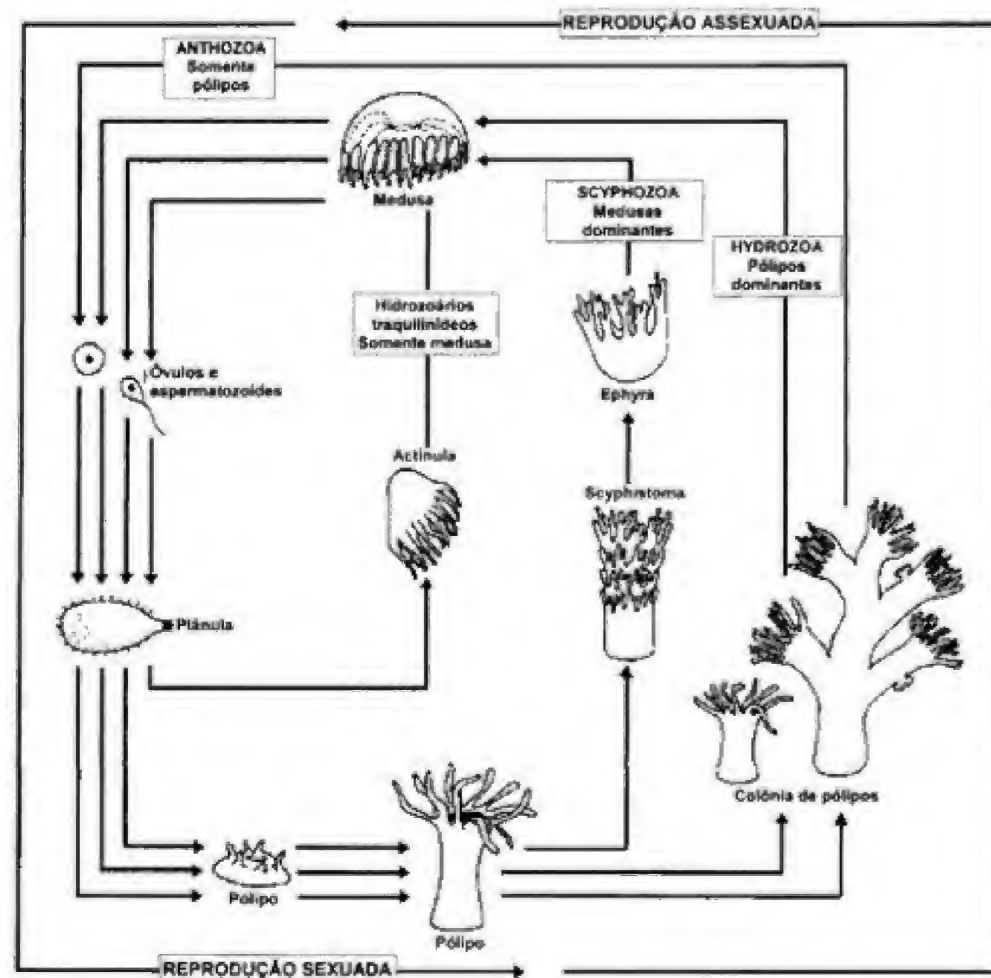 REPRODUÇÃO ASSEXUADA
ANTHOZOA
Somente
pólipos
Medusa
SCYPHOZOA
Medusas
dominantes
HYDROZOA
Pólipos
dominantes
Hidrozoários
traquilinídeos
Somente medusa
Óvulos e
espermatozoides
Ephyra
Actínula
Scyphistoma
Plánula
Colônia de pólipos
Pólipo
Pólipo
REPRODUÇÃO SEXUADA